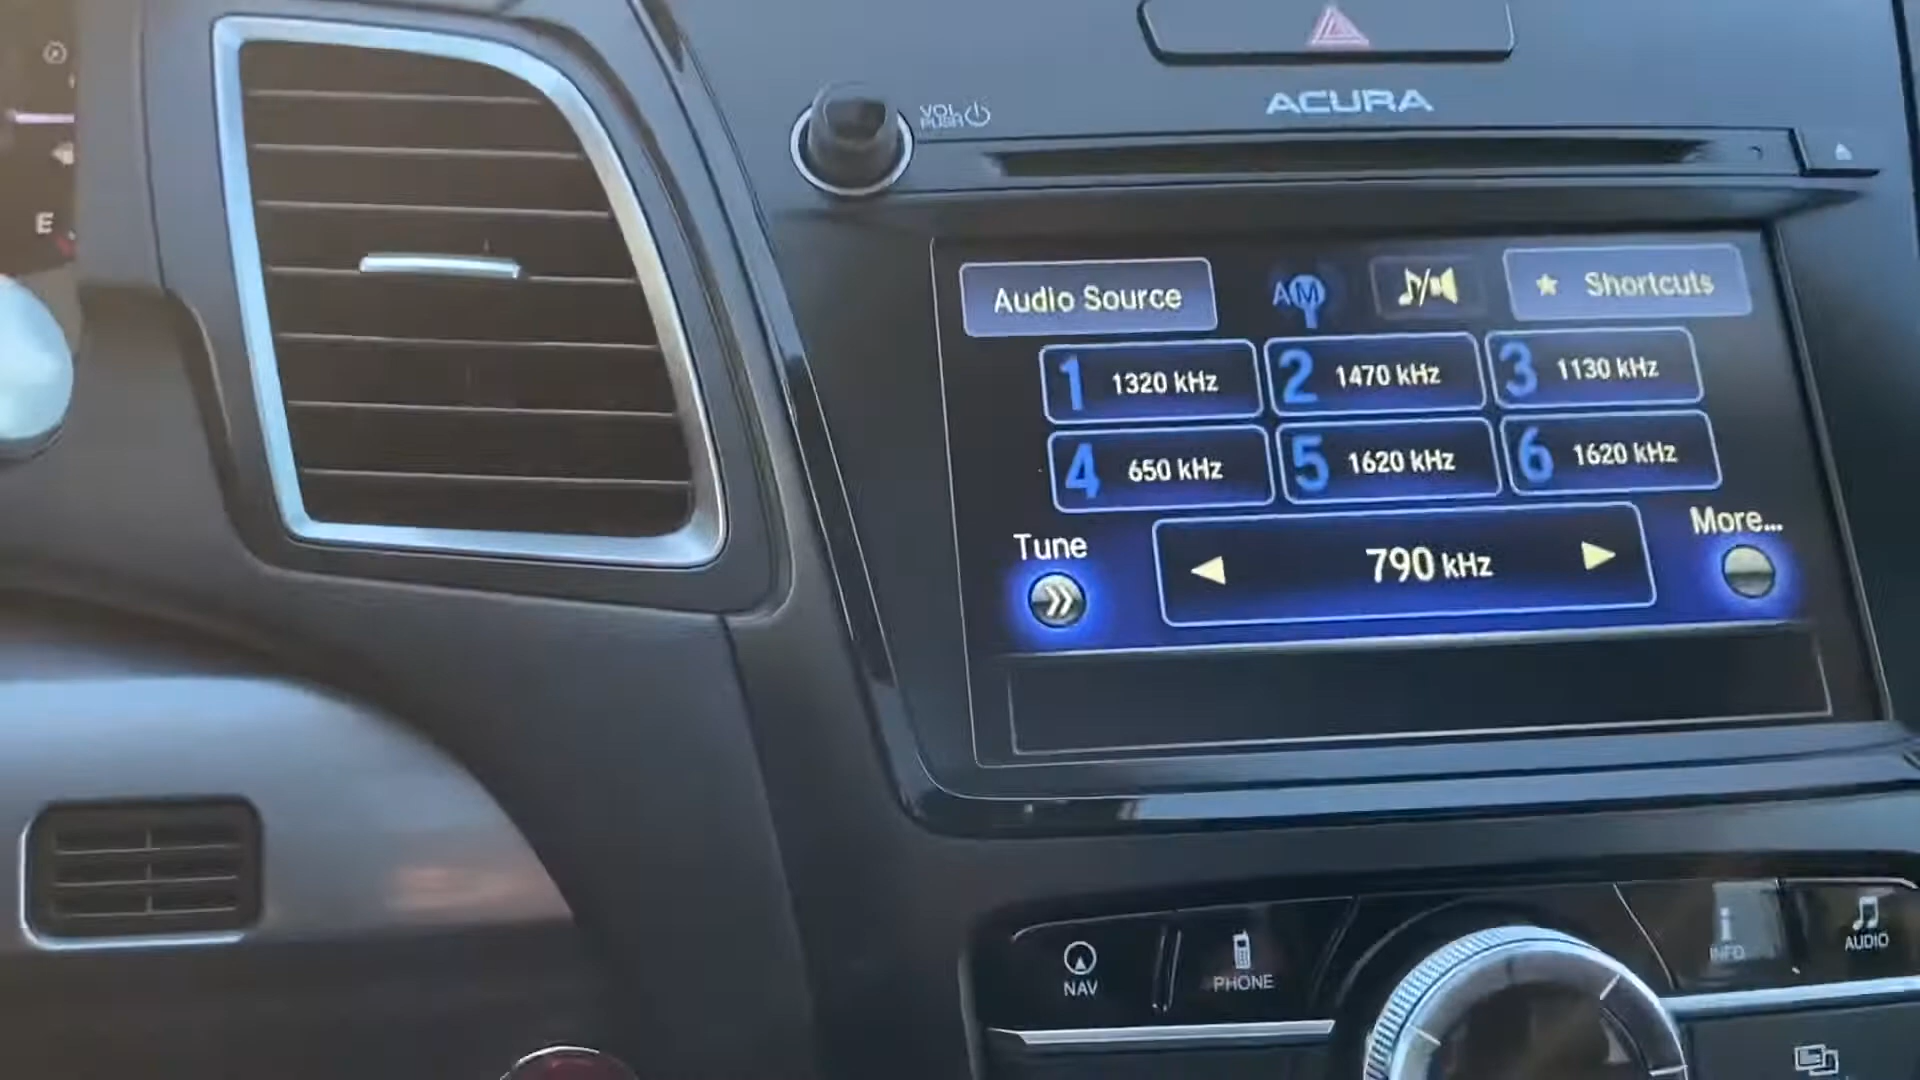 ACURA
VOL
PUSH
E
Audio Source
AM
Shortcuts
1 1320 kHz
2 1470 kHz
3 1130 kHz
4 650 kHz
5 1620 kHz
6 1620 kHz
Tune
790 kHz
More...
NAV
PHONE
INFO
AUDIO